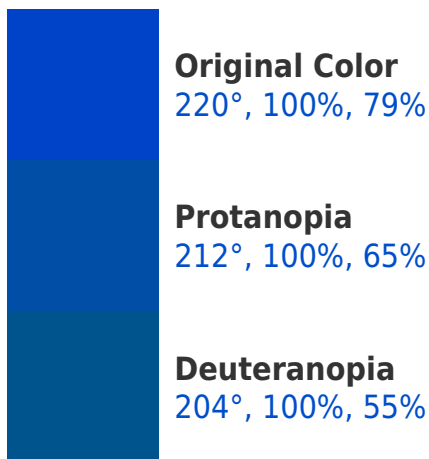 Original Color
220°, 100%, 79%
Protanopia
212°, 100%, 65%
Deuteranopia
204°, 100%, 55%